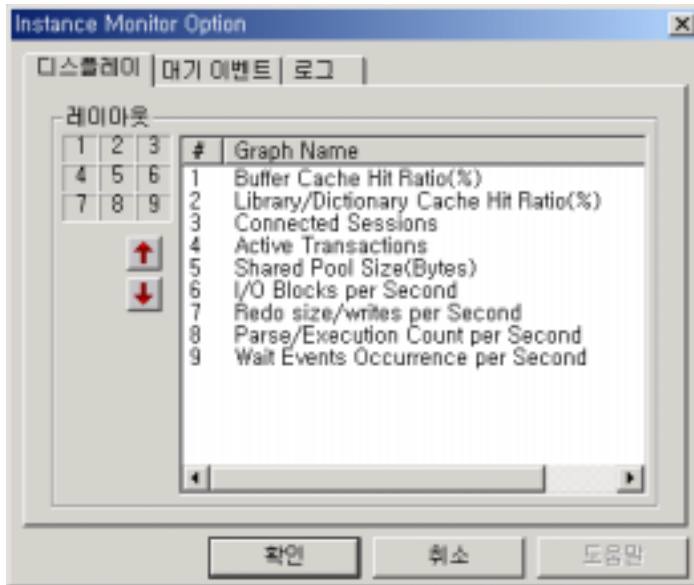 Instance Monitor Option
디스플레이 대기 이벤트 로그
레이아웃
1 2 3
4 5 6
7 8 9
# Graph Name
1 Buffer Cache Hit Ratio(%)
2 Library/Dictionary Cache Hit Ratio(%)
3 Connected Sessions
4 Active Transactions
5 Shared Pool Size(Bytes)
6 I/O Blocks per Second
7 Redo size/writes per Second
8 Parse/Execution Count per Second
9 Wait Events Occurrence per Second
확인 취소 도움말